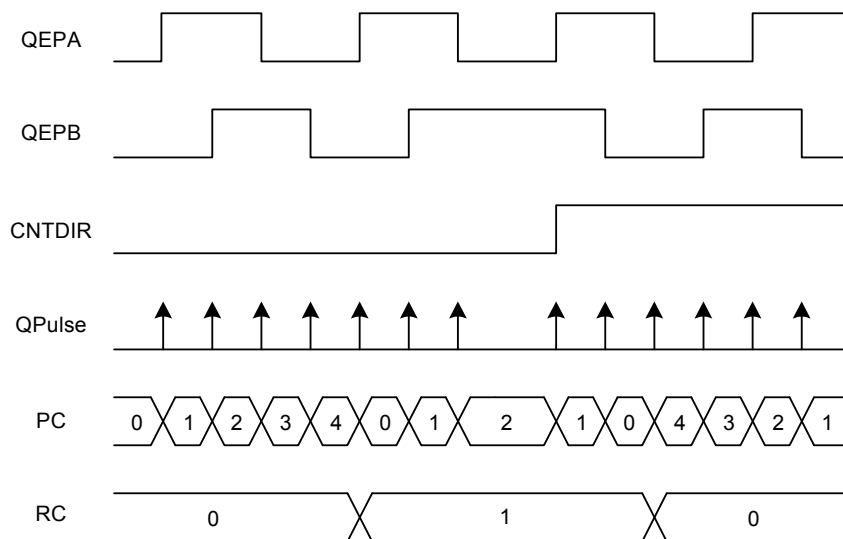 QEPA
QEPB
CNTDIR
QPulse
PC 0 1 2 3 4 0 1 2 1 0 4 3 2 1
RC 0 1 0